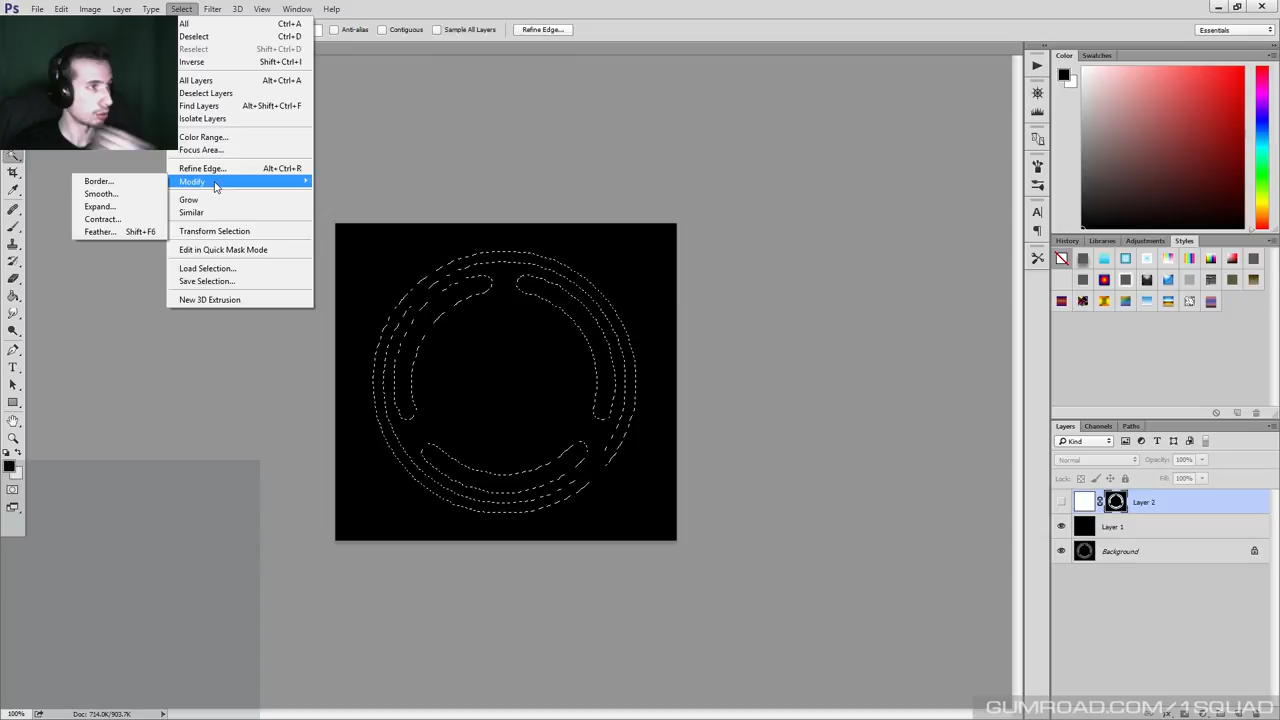 Ps File Edit Image Layer Type Select Filter 3D View Window Help
Anti-alias Contiguous Sample All Layers Refine Edge... Essentials
All Ctrl+A
Deselect Ctrl+D
Reselect Shift+Ctrl+D
Inverse Shift+Ctrl+I
All Layers Alt+Ctrl+A
Deselect Layers
Find Layers Alt+Shift+Ctrl+F
Isolate Layers
Color Range...
Focus Area...
Refine Edge... Alt+Ctrl+R
Modify
Grow
Similar
Transform Selection
Edit in Quick Mask Mode
Load Selection...
Save Selection...
New 3D Extrusion
Border...
Smooth...
Expand...
Contract...
Feather... Shift+F6
Color Swatches
History Libraries Adjustments Styles
Layers Channels Paths
Kind
Normal Opacity: 100%
Lock: Fill: 100%
Layer 2
Layer 1
Background
100% Doc: 714.0K/903.7K
GUMROAD.COM/1SQUAD